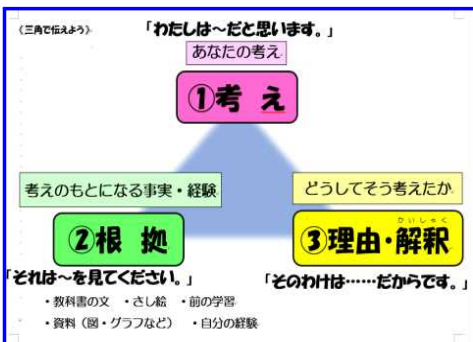 《三角で伝えよう》
「わたしは~だと思います。」
あなたの考え
①考え
考えのもとになる事実・経験
どうしてそう考えたか
②根拠
かいしゃく
③理由・解釈
「それは~を見てください。」
「そのわけは……だからです。」
・教科書の文 ・さし絵 ・前の学習
・資料(図・グラフなど) ・自分の経験